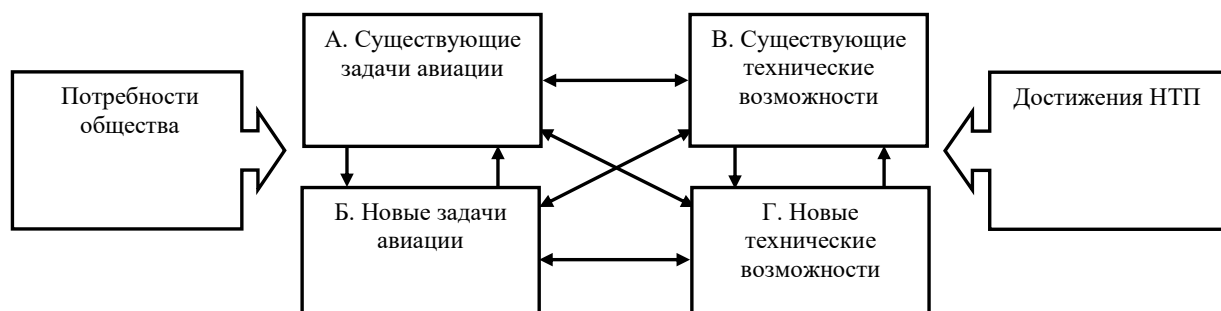 А. Существующие
задачи авиации
В. Существующие
технические
возможности
Потребности
общества
Достижения НТП
Б. Новые задачи
авиации
Г. Новые
технические
возможности